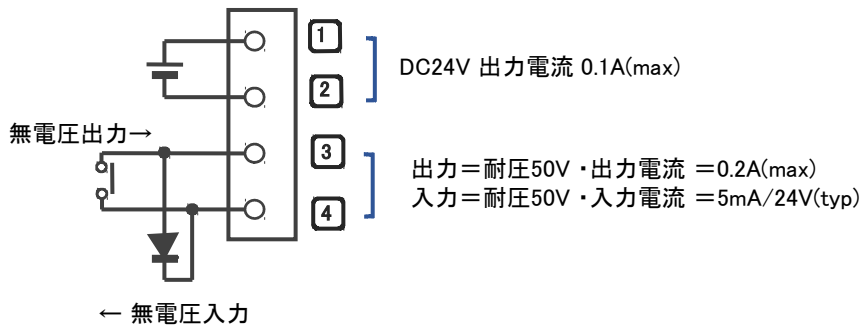 1
DC24V 出力電流 0.1A(max)
2
無電圧出力→
3
出力＝耐圧50V・出力電流 ＝0.2A(max)
入力＝耐圧50V・入力電流 ＝5mA/24V(typ)
4
← 無電圧入力